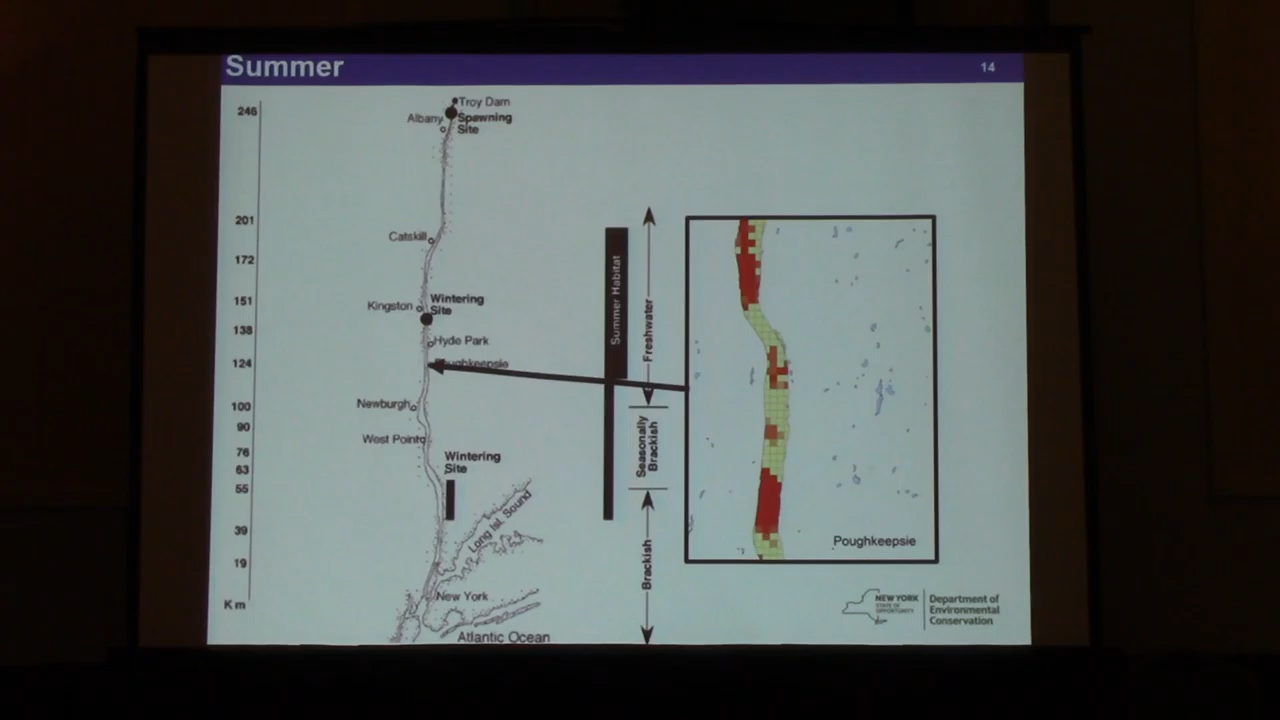 Summer
14
246
201
172
151
138
124
100
90
76
63
55
39
19
Km
Troy Dam
Albany
Spawning
Site
Catskill
Kingston
Wintering
Site
Hyde Park
Poughkeepsie
Newburgh
West Point
Wintering
Site
Long Isl. Sound
New York
Atlantic Ocean
Summer Habitat
Freshwater
Seasonally
Brackish
Brackish
Poughkeepsie
NEW YORK
STATE OF
OPPORTUNITY
Department of
Environmental
Conservation